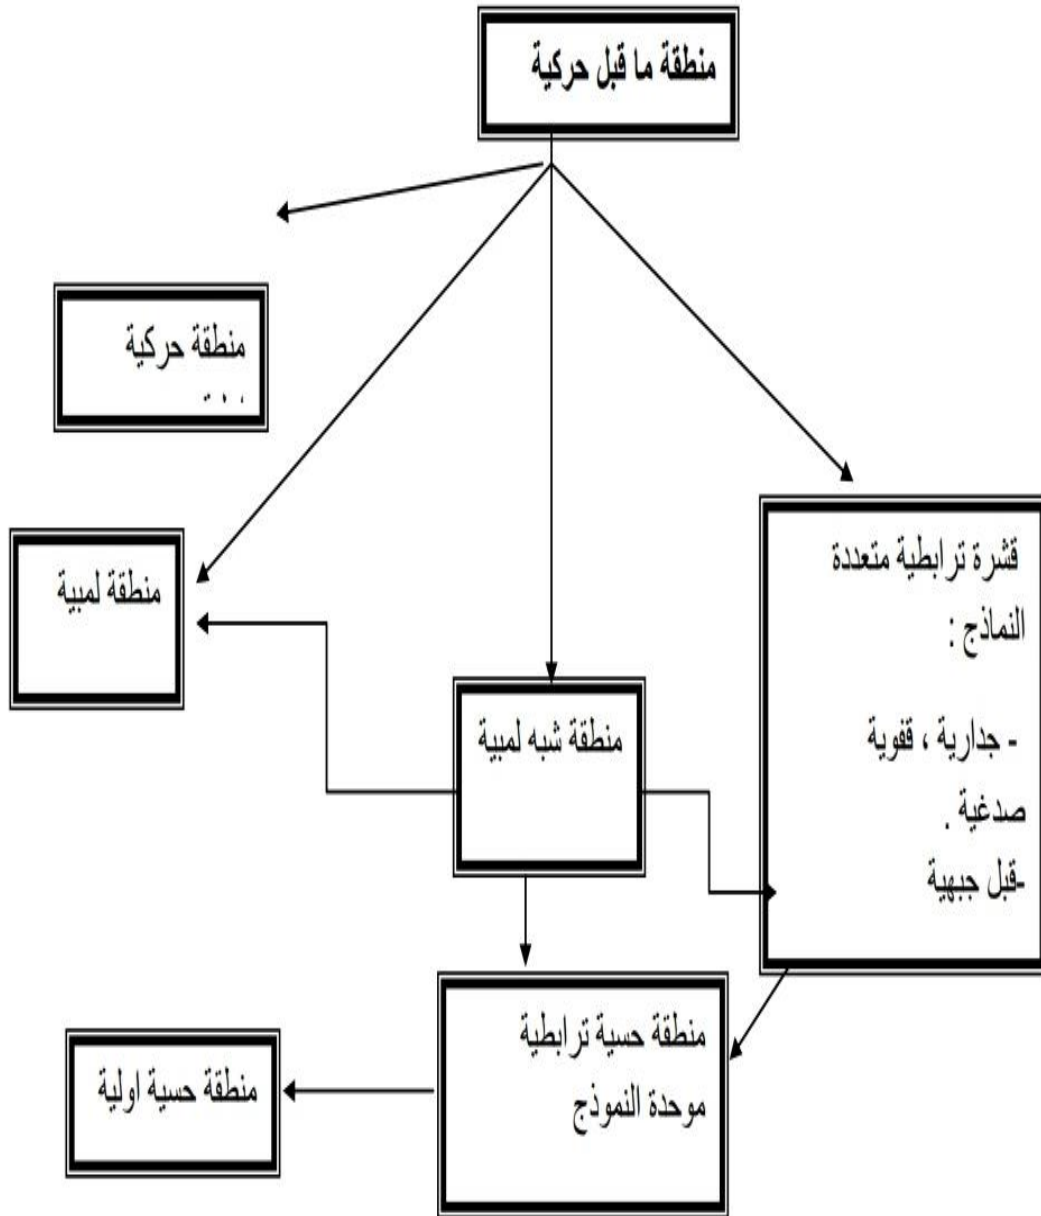 منطقة ما قبل حركية
منطقة حركية
منطقة لمبية
قشرة ترابطية متعددة
النماذج :
- جدارية ، قفوية
صدغية .
-قبل جبهية
منطقة شبه لمبية
منطقة حسية ترابطية
موحدة النموذج
منطقة حسية اولية